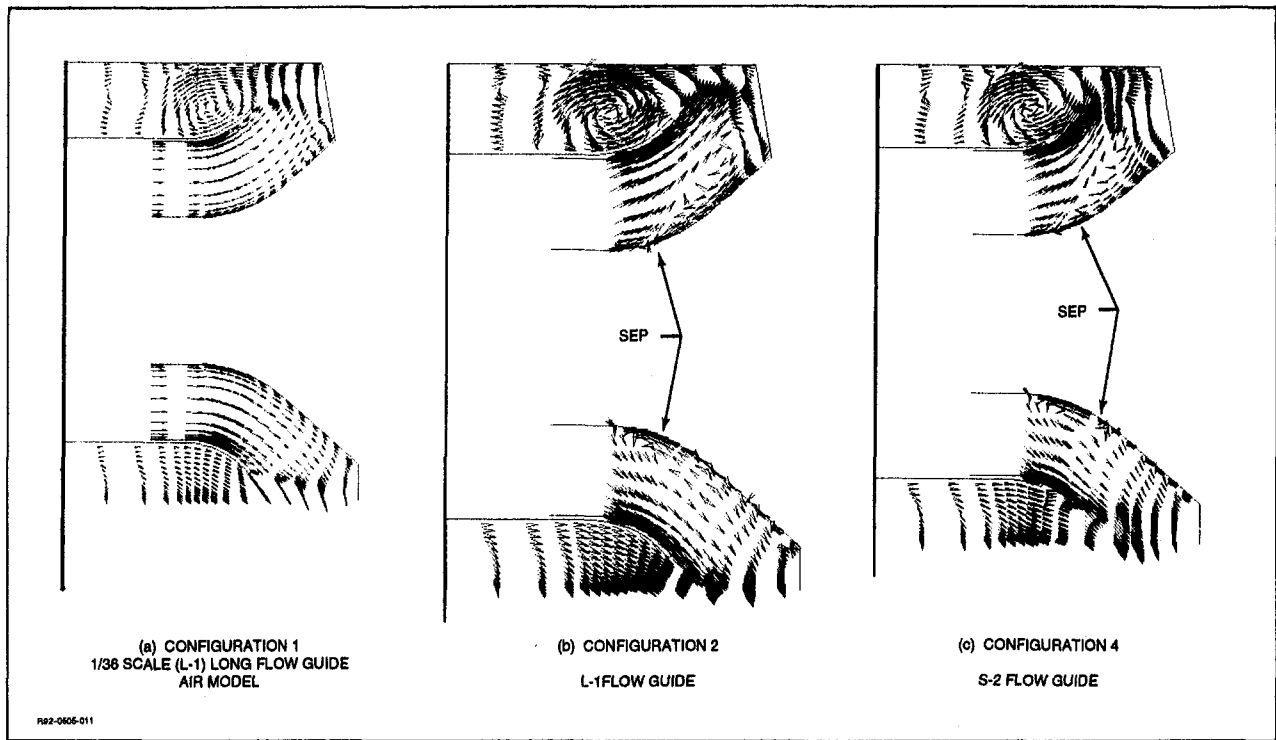 SEP
SEP
(a) CONFIGURATION 1
1/36 SCALE (L-1) LONG FLOW GUIDE
AIR MODEL
(b) CONFIGURATION 2
L-1FLOW GUIDE
(c) CONFIGURATION 4
S-2 FLOW GUIDE
R92-0505-011